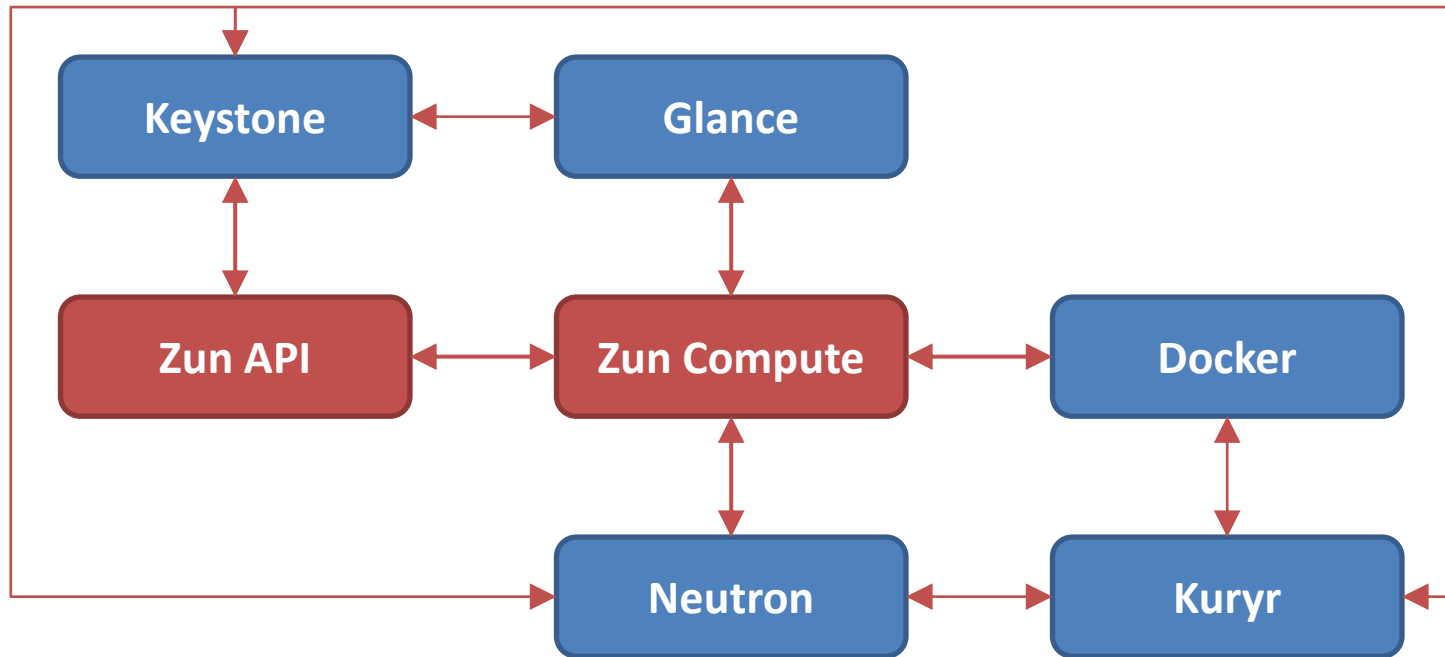 Keystone
Glance
Zun API
Zun Compute
Docker
Neutron
Kuryr